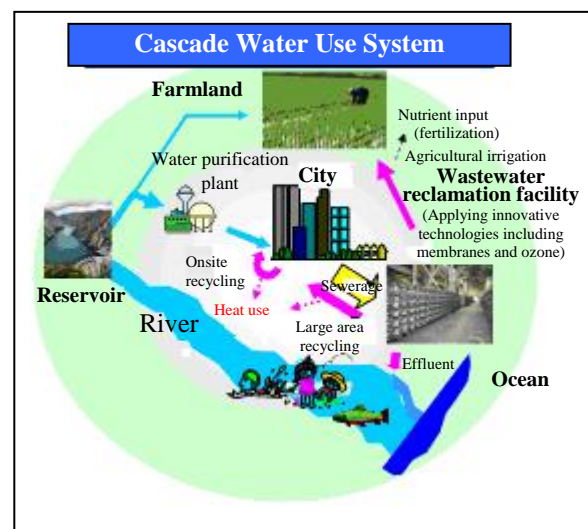 Cascade Water Use System
Farmland
Nutrient input
(fertilization)
Agricultural irrigation
Water purification
plant
City
Wastewater
reclamation facility
(Applying innovative
technologies including
membranes and ozone)
Onsite
recycling
Sewerage
Reservoir
Heat use
River
Large area
recycling
Effluent
Ocean